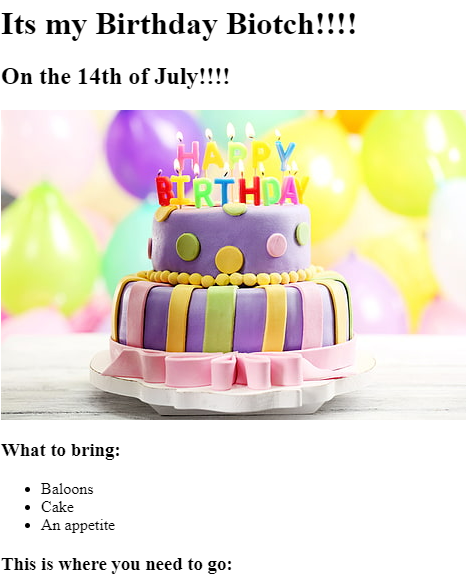 Its my Birthday Biotch!!!!
On the 14th of July!!!!
HAPPY
BIRTHDAY
What to bring:
Baloons
Cake
An appetite
This is where you need to go: